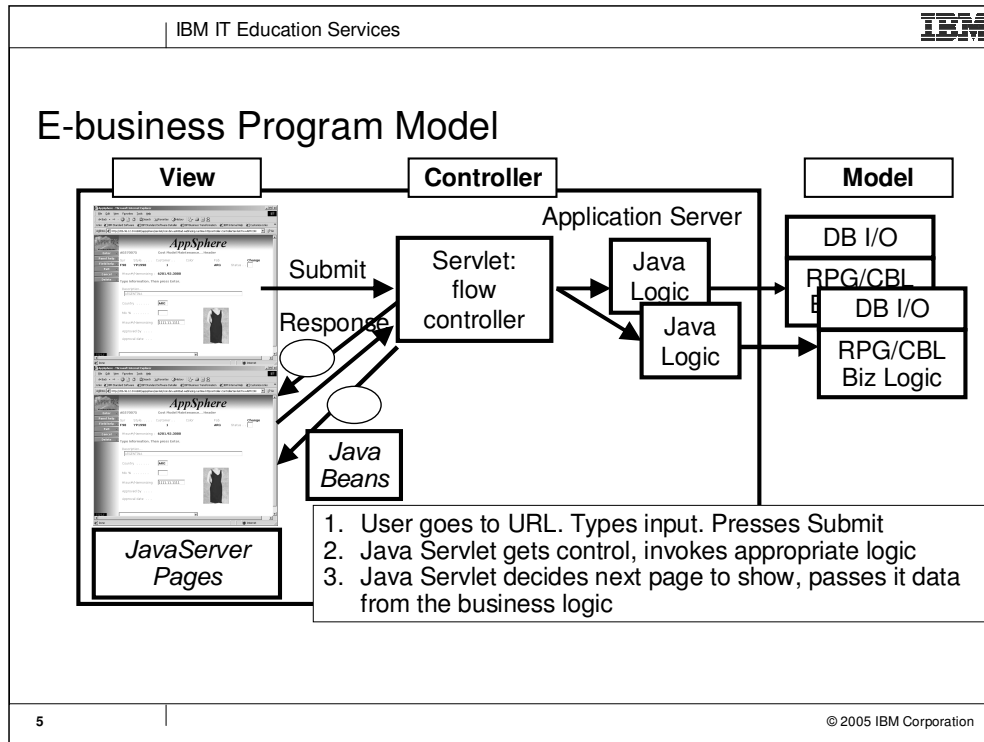 IBM IT Education Services
IBM
E-business Program Model
View
Controller
Model
Application Server
AppSphere
Submit
Response
Servlet:
flow
controller
Java
Logic
Java
Logic
DB I/O
RPG/CBL
DB I/O
RPG/CBL
Biz Logic
AppSphere
Java
Beans
JavaServer
Pages
1. User goes to URL. Types input. Presses Submit
2. Java Servlet gets control, invokes appropriate logic
3. Java Servlet decides next page to show, passes it data
from the business logic
5
© 2005 IBM Corporation